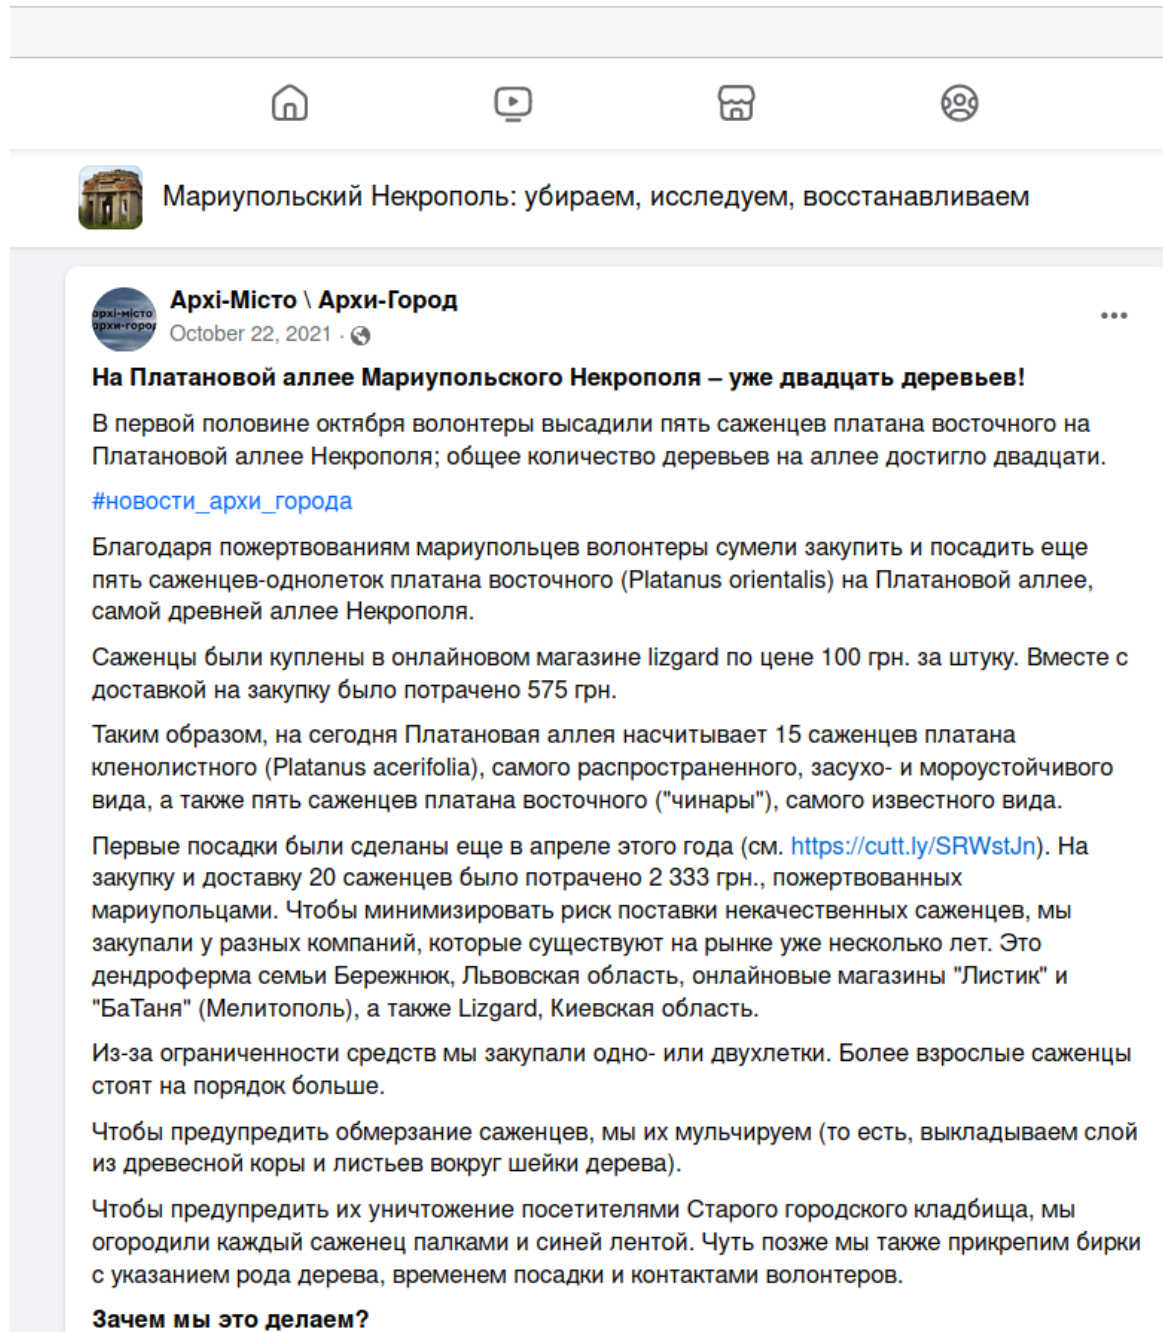 Мариупольский Некрополь: убираем, исследуем, восстанавливаем
архі-місто
архи-город
Архі-Місто \ Архи-Город
October 22, 2021 ·
На Платановой аллее Мариупольского Некрополя – уже двадцать деревьев!
В первой половине октября волонтеры высадили пять саженцев платана восточного на
Платановой аллее Некрополя; общее количество деревьев на аллее достигло двадцати.
#новости_архи_города
Благодаря пожертвованиям мариупольцев волонтеры сумели закупить и посадить еще
пять саженцев-однолеток платана восточного (Platanus orientalis) на Платановой аллее,
самой древней аллее Некрополя.
Саженцы были куплены в онлайновом магазине lizgard по цене 100 грн. за штуку. Вместе с
доставкой на закупку было потрачено 575 грн.
Таким образом, на сегодня Платановая аллея насчитывает 15 саженцев платана
кленолистного (Platanus acerifolia), самого распространенного, засухо- и мороустойчивого
вида, а также пять саженцев платана восточного ("чинары"), самого известного вида.
Первые посадки были сделаны еще в апреле этого года (см. https://cutt.ly/SRWstJn). На
закупку и доставку 20 саженцев было потрачено 2 333 грн., пожертвованных
мариупольцами. Чтобы минимизировать риск поставки некачественных саженцев, мы
закупали у разных компаний, которые существуют на рынке уже несколько лет. Это
дендроферма семьи Бережнюк, Львовская область, онлайновые магазины "Листик" и
"БаТаня" (Мелитополь), а также Lizgard, Киевская область.
Из-за ограниченности средств мы закупали одно- или двухлетки. Более взрослые саженцы
стоят на порядок больше.
Чтобы предупредить обмерзание саженцев, мы их мульчируем (то есть, выкладываем слой
из древесной коры и листьев вокруг шейки дерева).
Чтобы предупредить их уничтожение посетителями Старого городского кладбища, мы
огородили каждый саженец палками и синей лентой. Чуть позже мы также прикрепим бирки
с указанием рода дерева, временем посадки и контактами волонтеров.
Зачем мы это делаем?